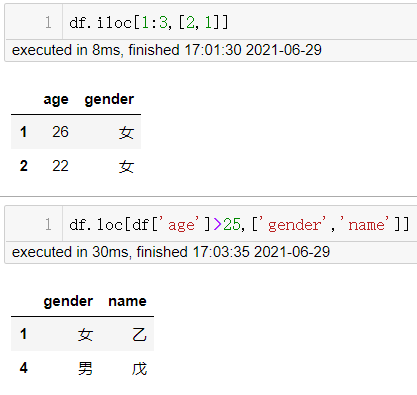 1 df.iloc[1:3,[2,1]]
executed in 8ms, finished 17:01:30 2021-06-29
age gender
1 26 女
2 22 女
1 df.loc[df['age']>25,['gender','name']]
executed in 30ms, finished 17:03:35 2021-06-29
gender name
1 女 乙
4 男 戊